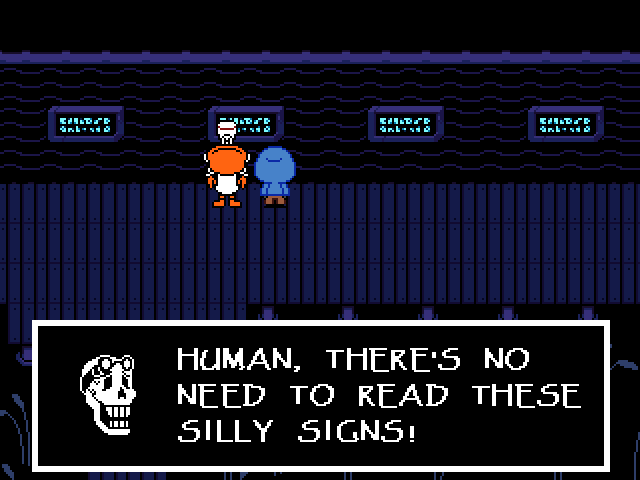 HUMAN, THERE'S NO
NEED TO READ THESE
SILLY SIGNS!